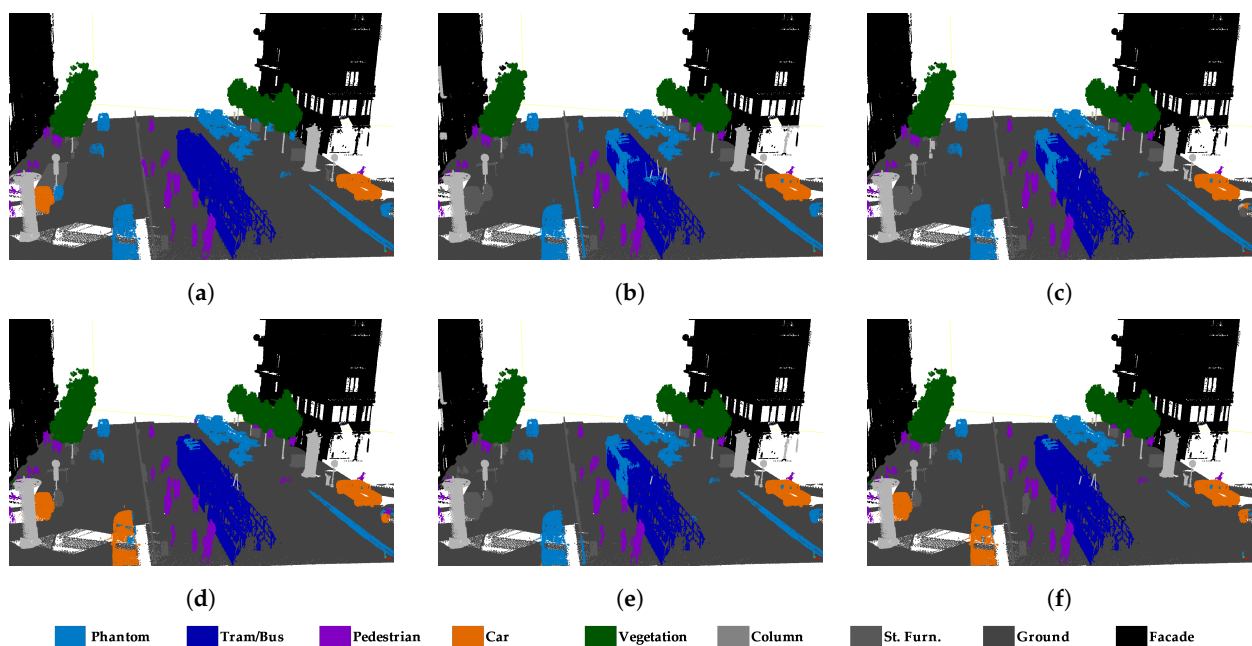 (a) (b) (c)
(d) (e) (f)
Phantom Tram/Bus Pedestrian Car Vegetation Column St. Furn. Ground Facade